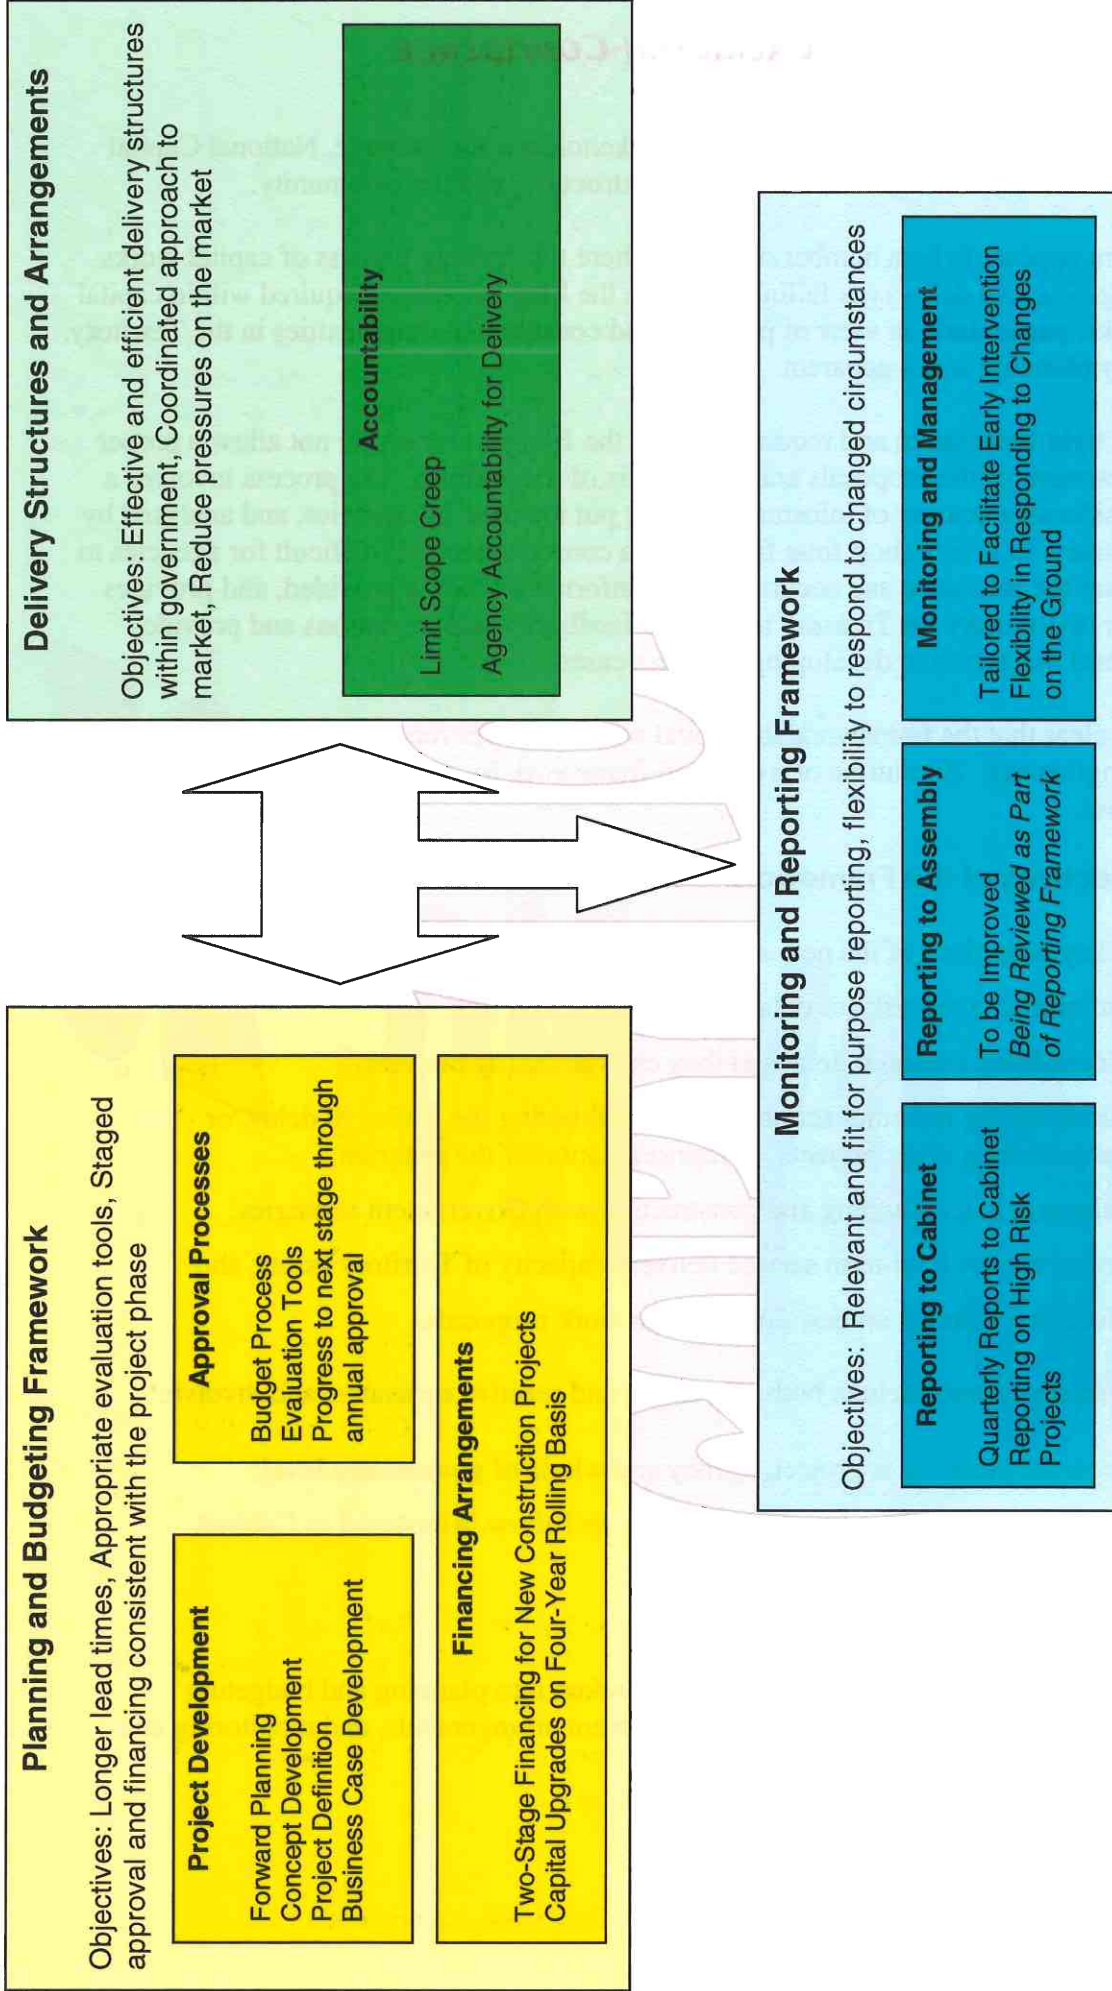 Planning and Budgeting Framework
Objectives: Longer lead times, Appropriate evaluation tools, Staged
approval and financing consistent with the project phase
Project Development
Forward Planning
Concept Development
Project Definition
Business Case Development
Approval Processes
Budget Process
Evaluation Tools
Progress to next stage through
annual approval
Financing Arrangements
Two-Stage Financing for New Construction Projects
Capital Upgrades on Four-Year Rolling Basis
Delivery Structures and Arrangements
Objectives: Effective and efficient delivery structures
within government, Coordinated approach to
market, Reduce pressures on the market
Accountability
Limit Scope Creep
Agency Accountability for Delivery
Monitoring and Reporting Framework
Objectives:  Relevant and fit for purpose reporting, flexibility to respond to changed circumstances
Reporting to Cabinet
Quarterly Reports to Cabinet
Reporting on High Risk
Projects
Reporting to Assembly
To be Improved
Being Reviewed as Part
of Reporting Framework
Monitoring and Management
Tailored to Facilitate Early Intervention
Flexibility in Responding to Changes
on the Ground